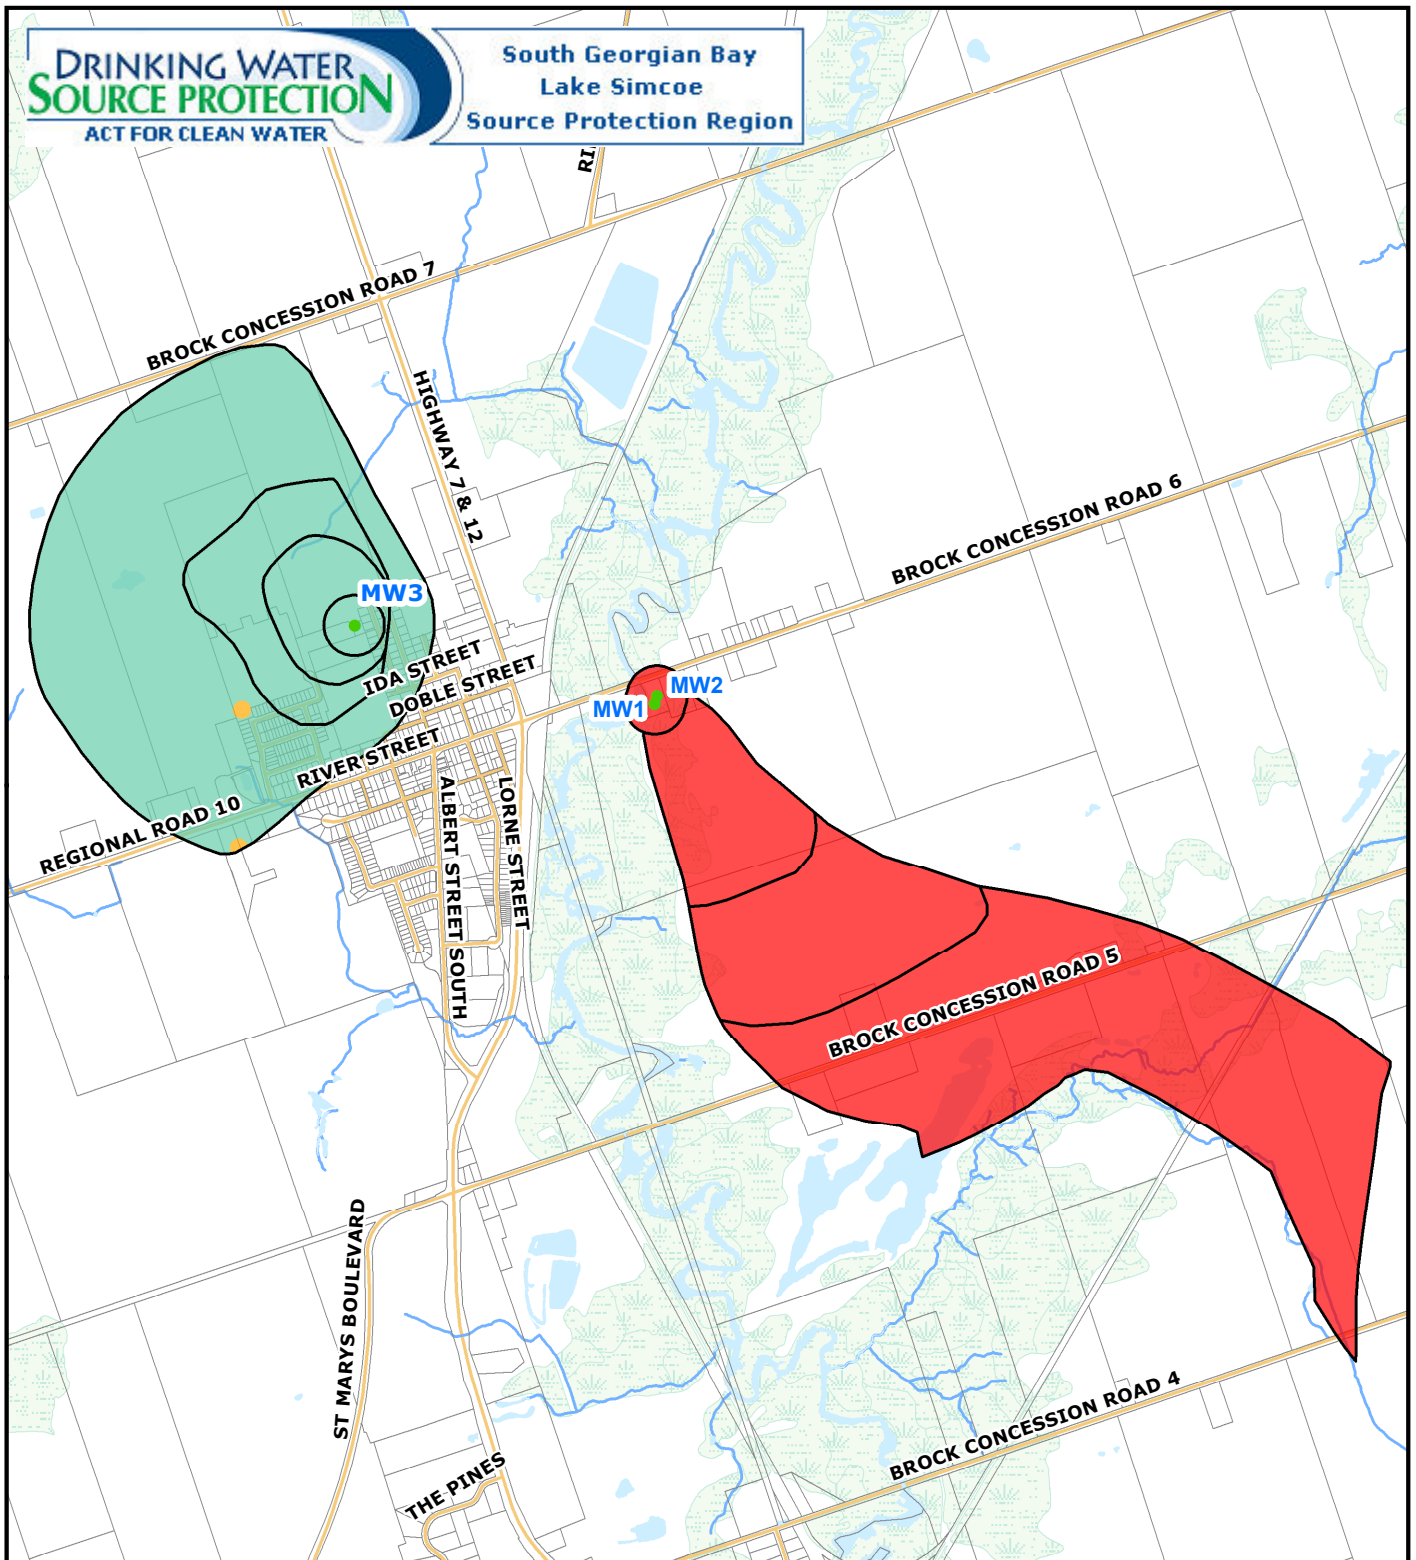 DRINKING WATER
SOURCE PROTECTION
ACT FOR CLEAN WATER
South Georgian Bay
Lake Simcoe
Source Protection Region
RI
BROCK CONCESSION ROAD 7
HIGHWAY 7 & 12
BROCK CONCESSION ROAD 6
MW3
IDA STREET
DOBLE STREET
MW2
MW1
RIVER STREET
REGIONAL ROAD 10
ALBERT STREET SOUTH
LORNE STREET
BROCK CONCESSION ROAD 5
ST MARYS BOULEVARD
BROCK CONCESSION ROAD 4
THE PINES